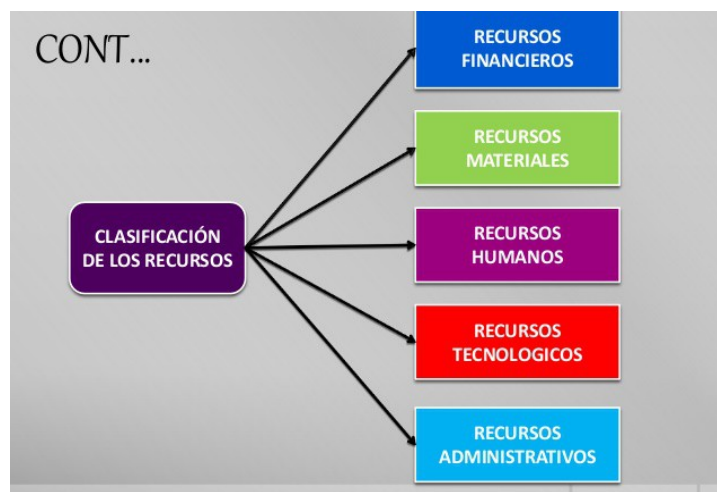 CONT...
RECURSOS
FINANCIEROS
RECURSOS
MATERIALES
CLASIFICACIÓN
DE LOS RECURSOS
RECURSOS
HUMANOS
RECURSOS
TECNOLOGICOS
RECURSOS
ADMINISTRATIVOS